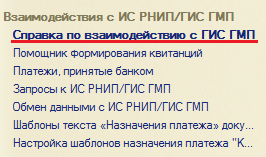 Взаимодействия с ИС РНИП/ГИС ГМП
Справка по взаимодействию с ГИС ГМП
Помощник формирования квитанций
Платежи, принятые банком
Запросы к ИС РНИП/ГИС ГМП
Обмен данными с ИС РНИП/ГИС ГМП
Шаблоны текста «Назначения платежа» доку...
Настройка шаблонов назначения платежа "К...